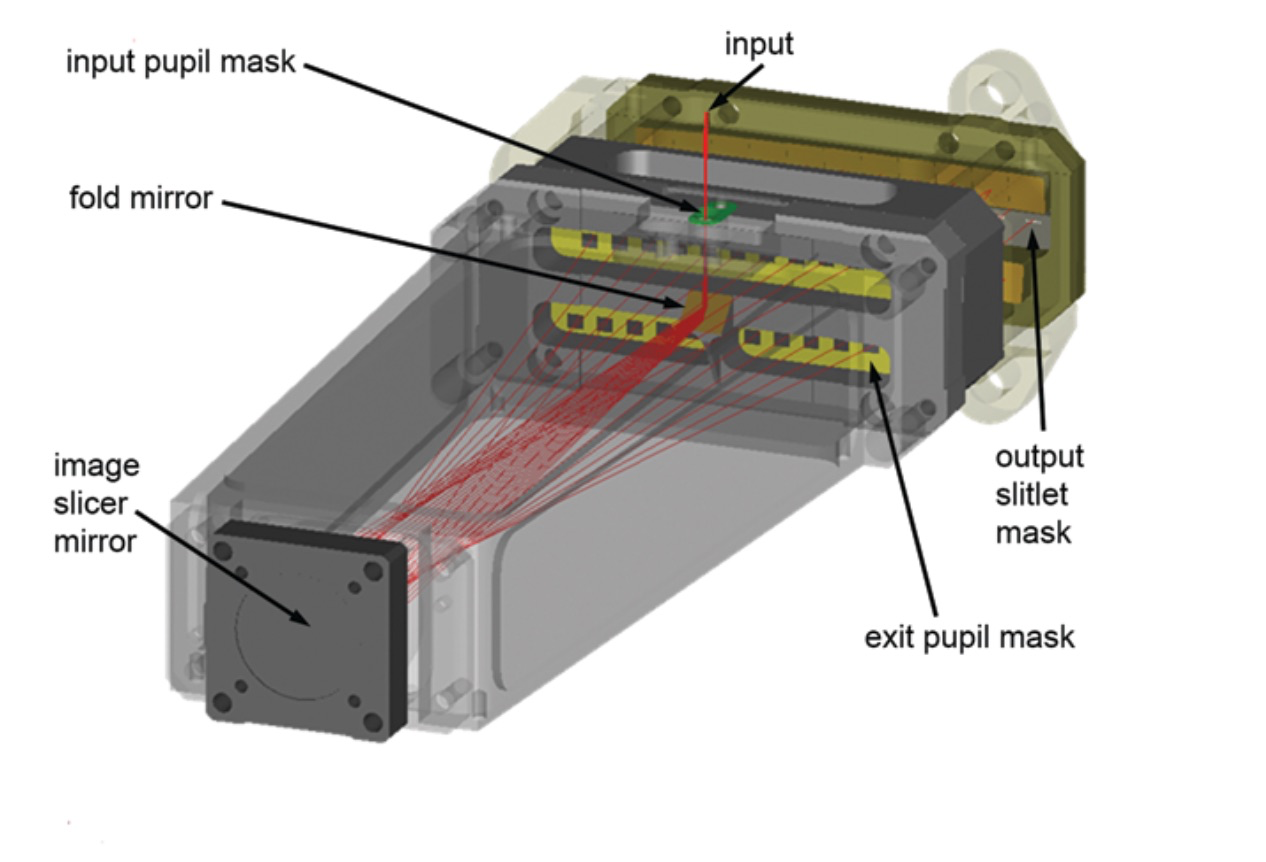 input
input pupil mask
fold mirror
image
slicer
mirror
output
slitlet
mask
exit pupil mask